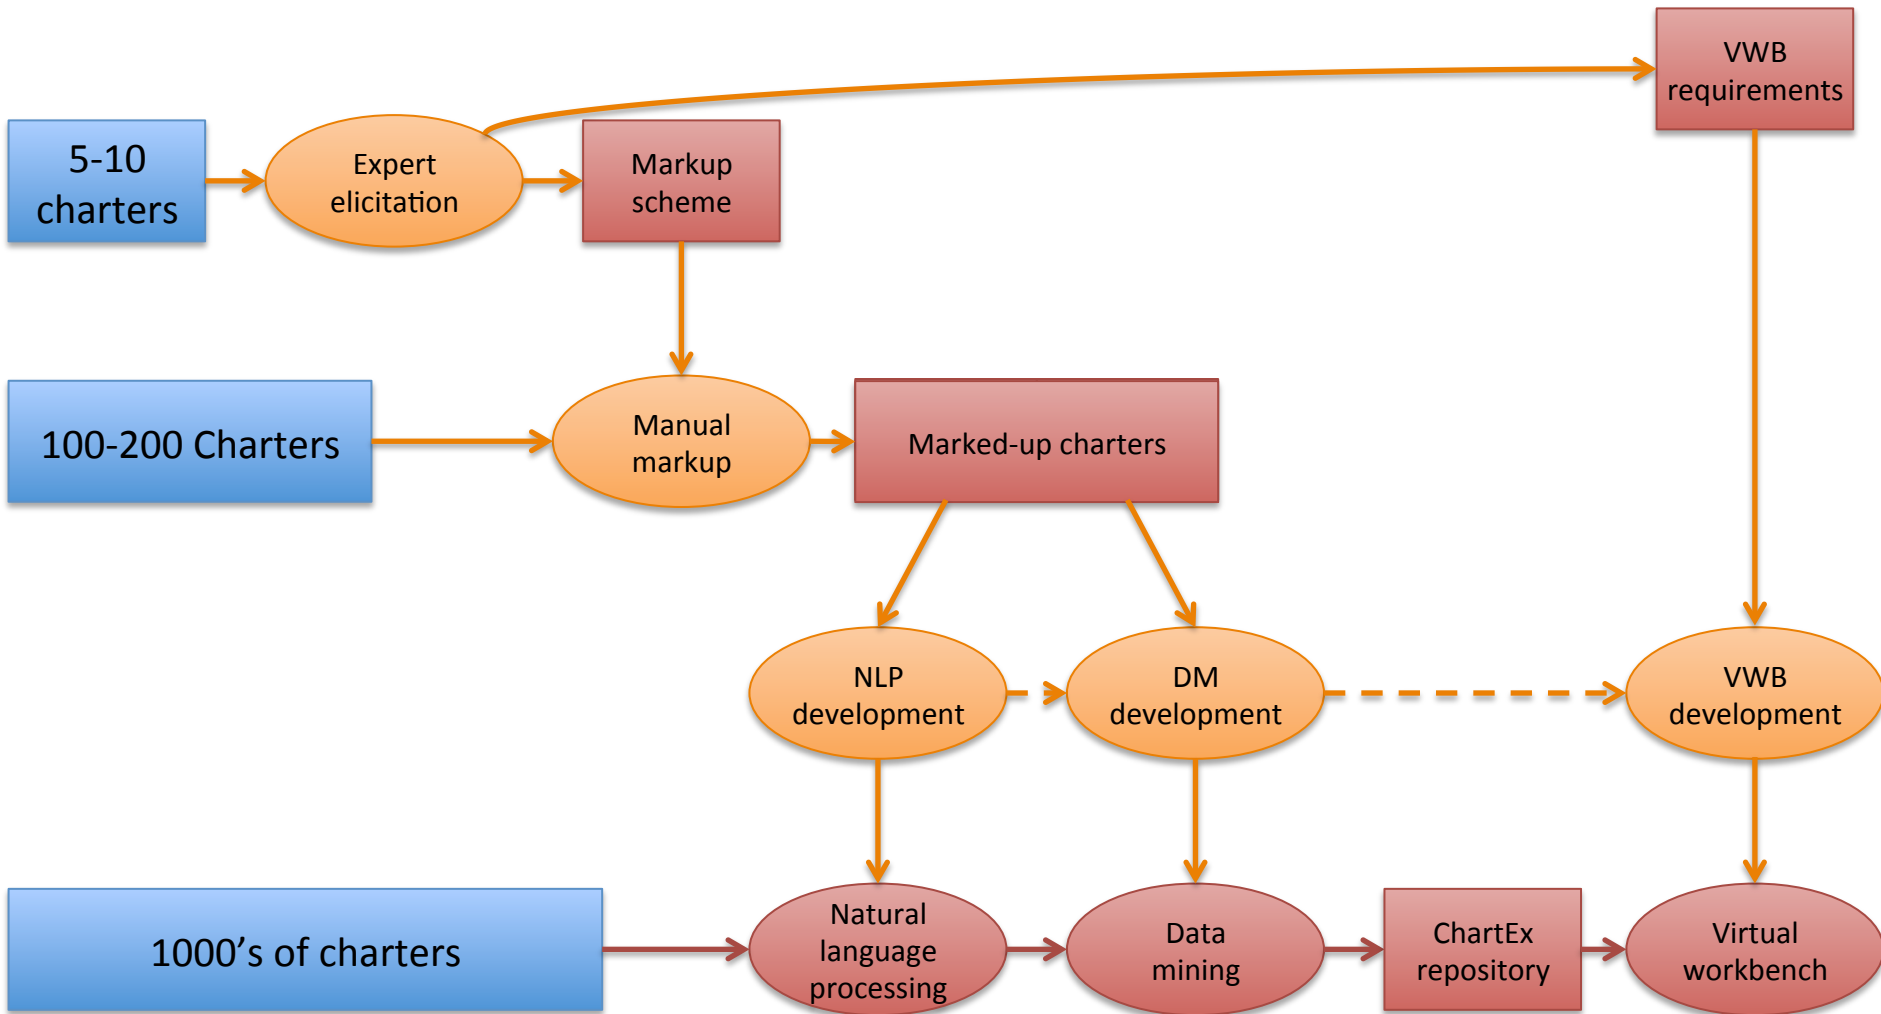 VWB
requirements
5-10
charters
Expert
elicitation
Markup
scheme
100-200 Charters
Manual
markup
Marked-up charters
NLP
development
DM
development
VWB
development
1000's of charters
Natural
language
processing
Data
mining
ChartEx
repository
Virtual
workbench